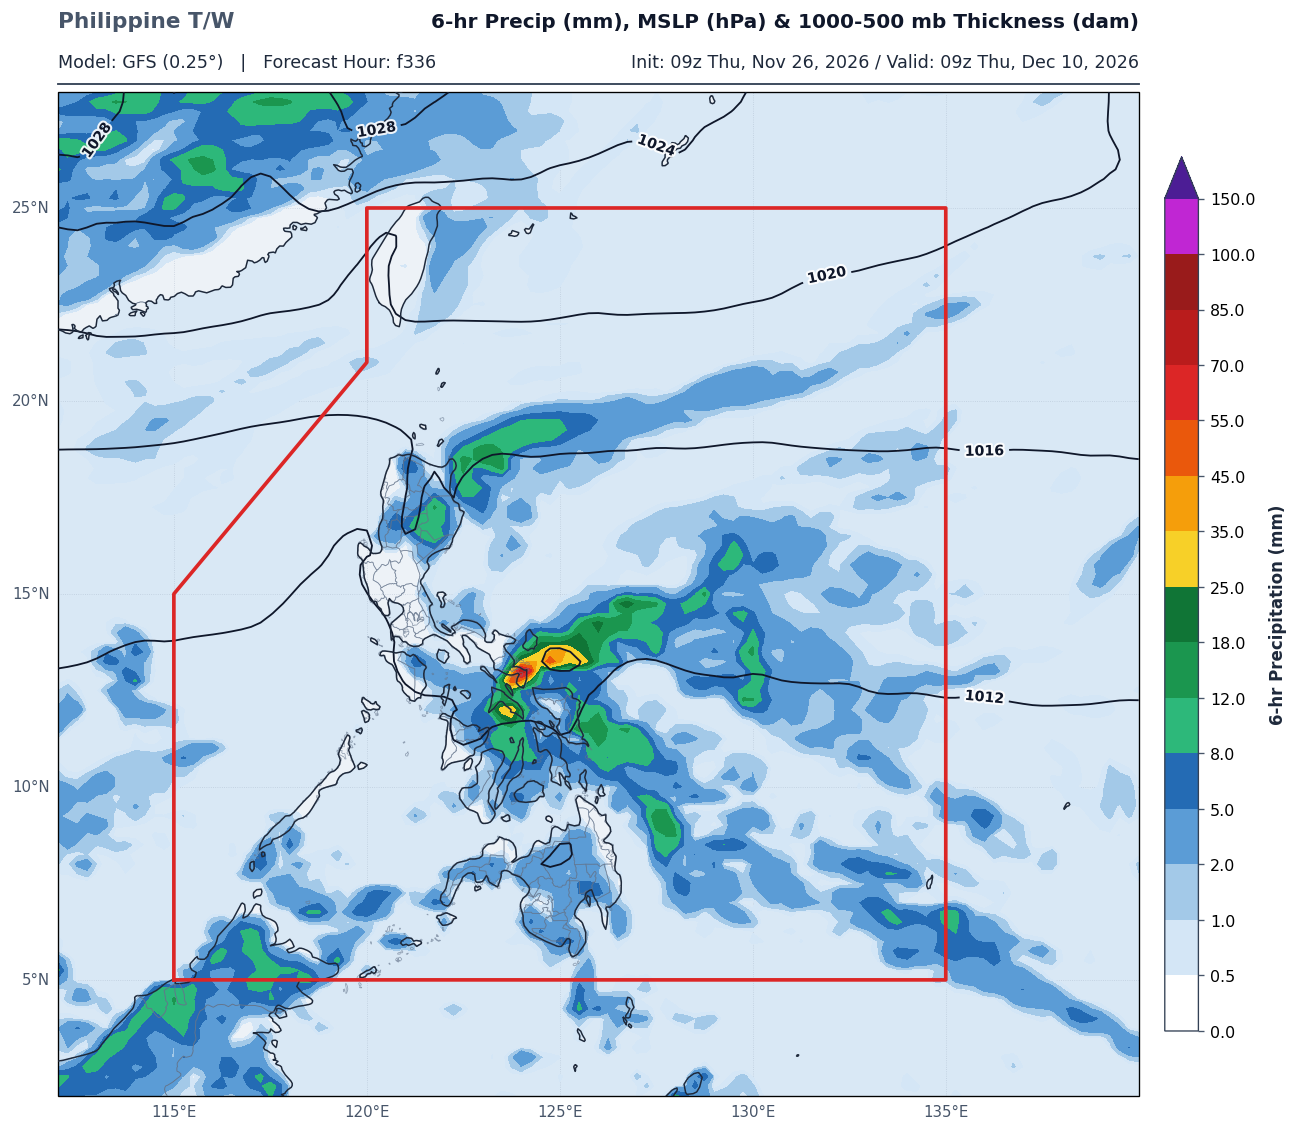 Philippine T/W
6-hr Precip (mm), MSLP (hPa) & 1000-500 mb Thickness (dam)
Model: GFS (0.25°)   |   Forecast Hour: f336
Init: 09z Thu, Nov 26, 2026 / Valid: 09z Thu, Dec 10, 2026
1028
1028
1024
1020
1016
1012
25°N
20°N
15°N
10°N
5°N
115°E
120°E
125°E
130°E
135°E
150.0
100.0
85.0
70.0
55.0
45.0
35.0
25.0
18.0
12.0
8.0
5.0
2.0
1.0
0.5
0.0
6-hr Precipitation (mm)